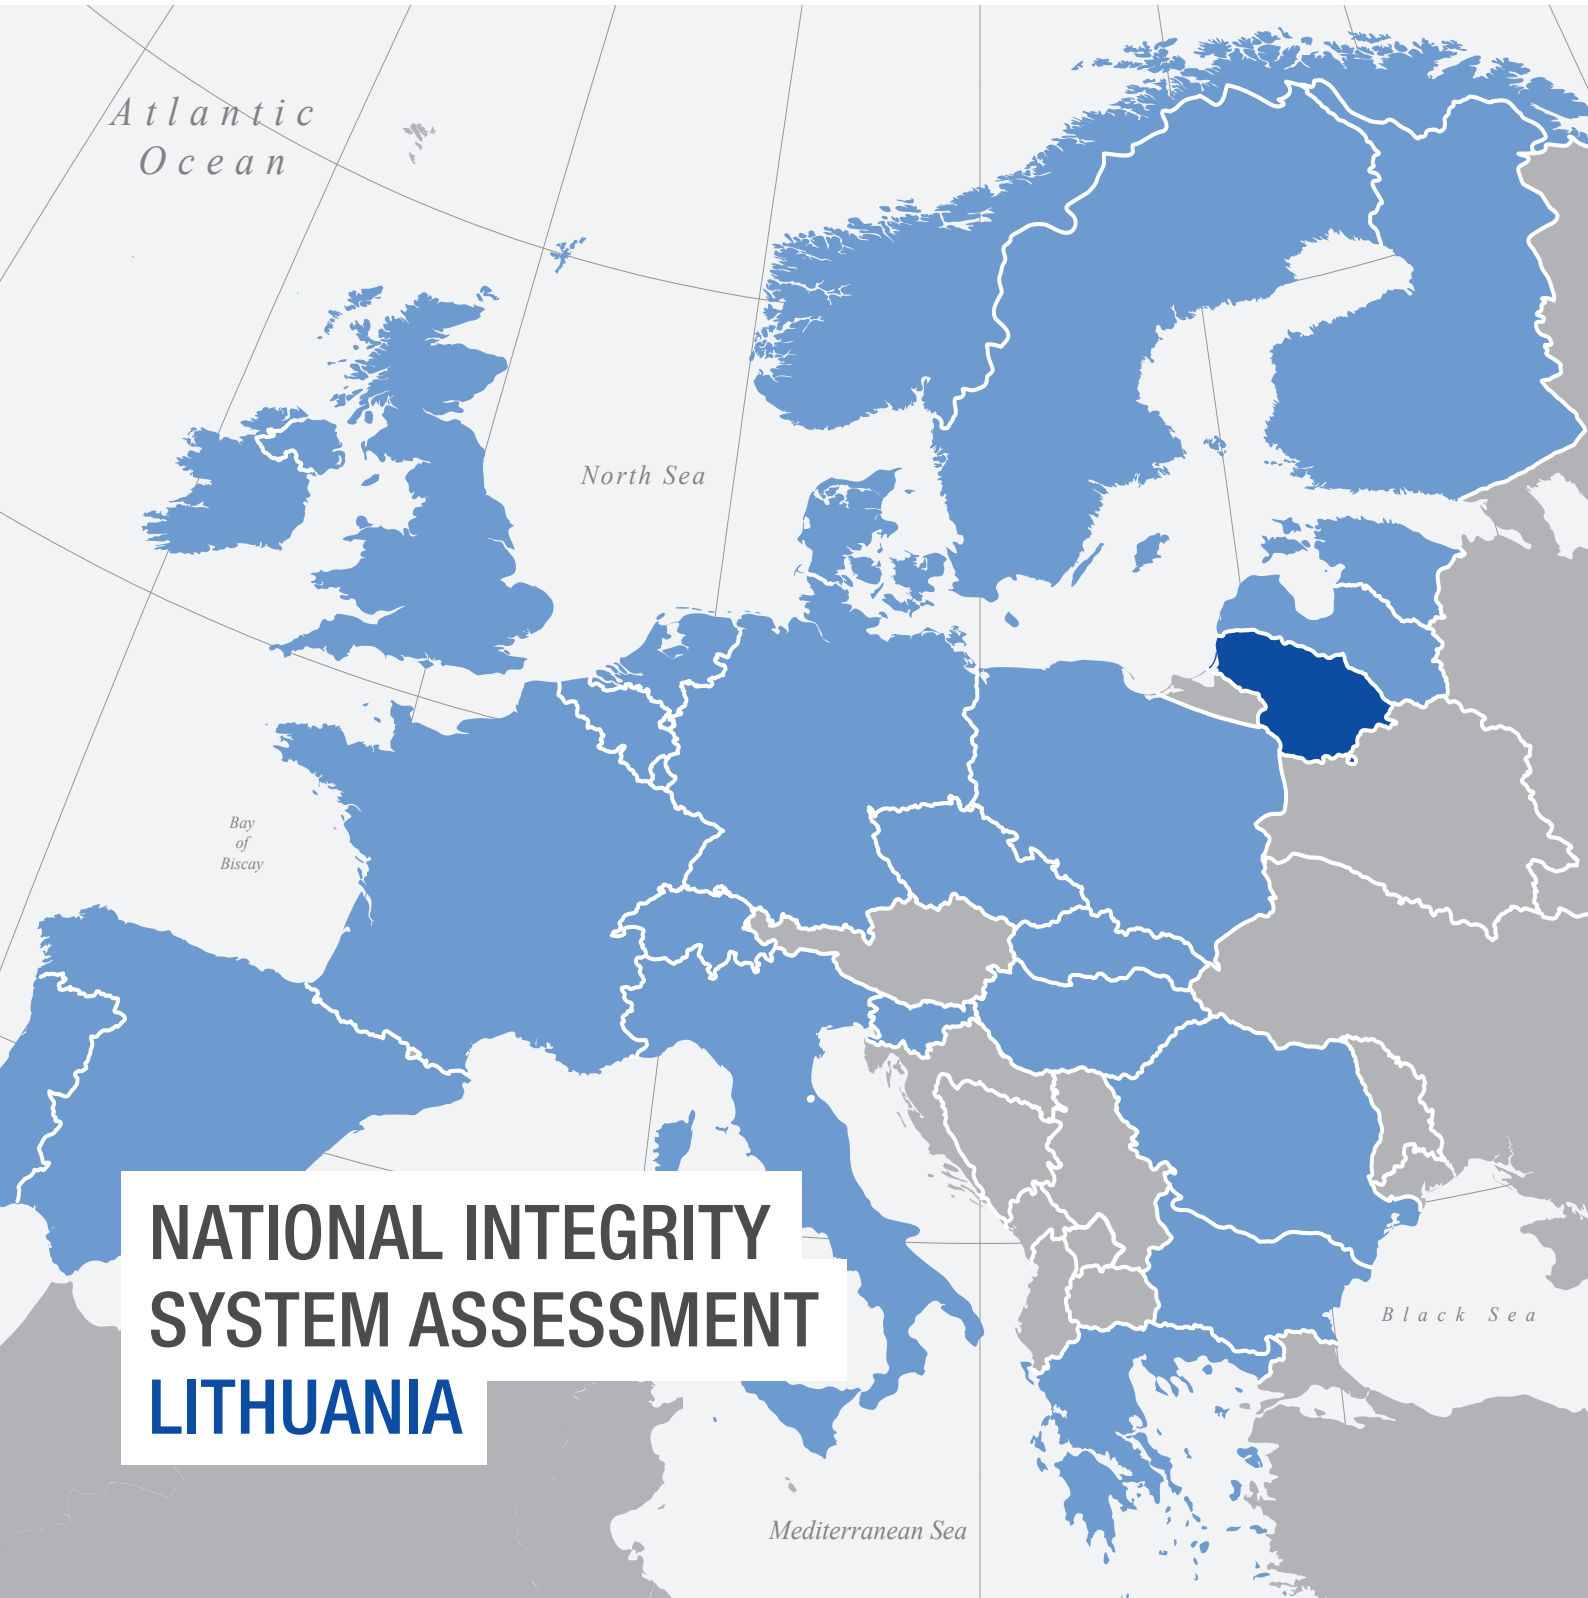 Atlantic
Ocean
North Sea
Bay
of
Biscay
NATIONAL INTEGRITY
SYSTEM ASSESSMENT
LITHUANIA
Black Sea
Mediterranean Sea